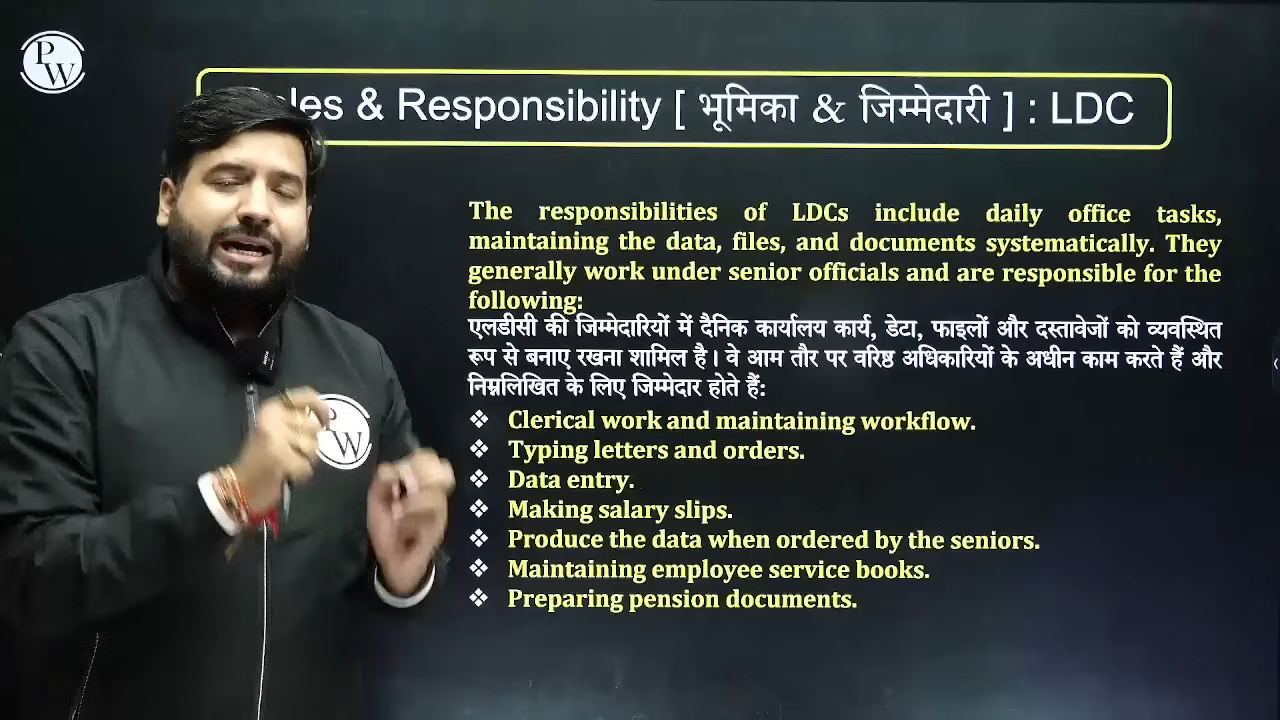 PW
les & Responsibility [ भूमिका & जिम्मेदारी ] : LDC
The responsibilities of LDCs include daily office tasks,
maintaining the data, files, and documents systematically. They
generally work under senior officials and are responsible for the
following:
एलडीसी की जिम्मेदारियों में दैनिक कार्यालय कार्य, डेटा, फाइलों और दस्तावेजों को व्यवस्थित
रूप से बनाए रखना शामिल है। वे आम तौर पर वरिष्ठ अधिकारियों के अधीन काम करते हैं और
निम्नलिखित के लिए जिम्मेदार होते हैं:
❖ Clerical work and maintaining workflow.
❖ Typing letters and orders.
❖ Data entry.
❖ Making salary slips.
❖ Produce the data when ordered by the seniors.
❖ Maintaining employee service books.
❖ Preparing pension documents.
PW